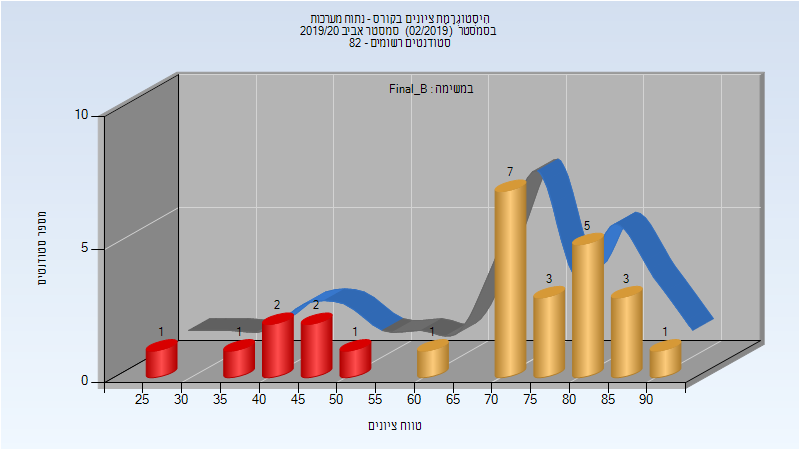 היסטוגרמת ציונים בקורס - נתוח מערכות
בסמסטר (02/2019) סמסטר אביב 2019/20
סטודנטים רשומים - 82
במשימה : Final_B
מספר סטודנטים
10
5
0
1
1
2
2
1
1
7
3
5
3
1
25 30 35 40 45 50 55 60 65 70 75 80 85 90
טווח ציונים